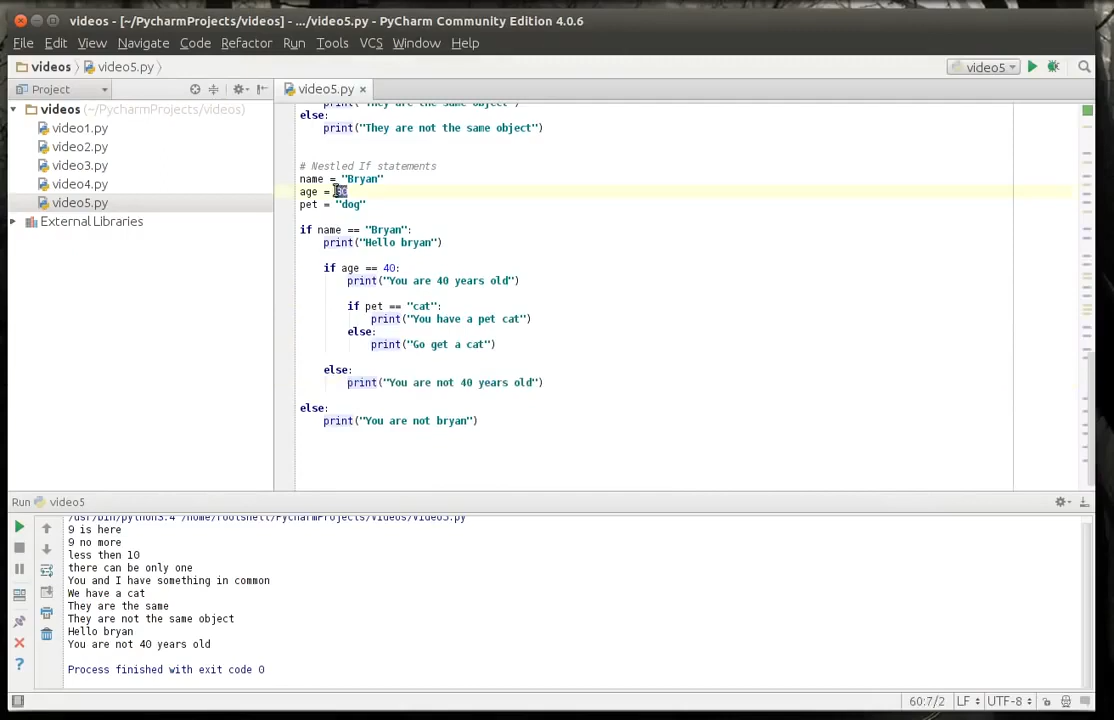 videos - [~/PycharmProjects/videos] - .../video5.py - PyCharm Community Edition 4.0.6
File Edit View Navigate Code Refactor Run Tools VCS Window Help
videos video5.py video5
Project video5.py
videos (~/PycharmProjects/videos)
video1.py
video2.py
video3.py
video4.py
video5.py
External Libraries
print("They are the same object")
else:
print("They are not the same object")
# Nestled If statements
name = "Bryan"
age =
pet = "dog"
if name == "Bryan":
print("Hello bryan")
if age == 40:
print("You are 40 years old")
if pet == "cat":
print("You have a pet cat")
else:
print("Go get a cat")
else:
print("You are not 40 years old")
else:
print("You are not bryan")
Run video5
/usr/bin/python3.4 /home/rootshell/PycharmProjects/videos/video5.py
9 is here
9 no more
less then 10
there can be only one
You and I have something in common
We have a cat
They are the same
They are not the same object
Hello bryan
You are not 40 years old
Process finished with exit code 0
60:7/2 LF UTF-8